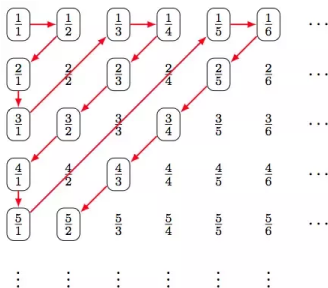 1/1 1/2 1/3 1/4 1/5 1/6 ⋯
2/1 2/2 2/3 2/4 2/5 2/6 ⋯
3/1 3/2 3/3 3/4 3/5 3/6 ⋯
4/1 4/2 4/3 4/4 4/5 4/6 ⋯
5/1 5/2 5/3 5/4 5/5 5/6 ⋯
⋮ ⋮ ⋮ ⋮ ⋮ ⋮